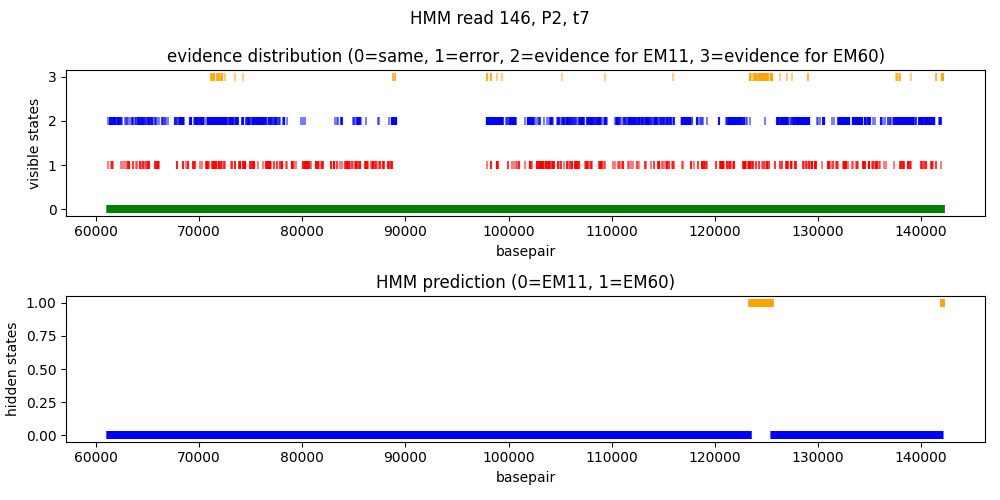 HMM read 146, P2, t7
evidence distribution (0=same, 1=error, 2=evidence for EM11, 3=evidence for EM60)
visible states
3
2
1
0
60000 70000 80000 90000 100000 110000 120000 130000 140000
basepair
HMM prediction (0=EM11, 1=EM60)
hidden states
1.00
0.75
0.50
0.25
0.00
60000 70000 80000 90000 100000 110000 120000 130000 140000
basepair